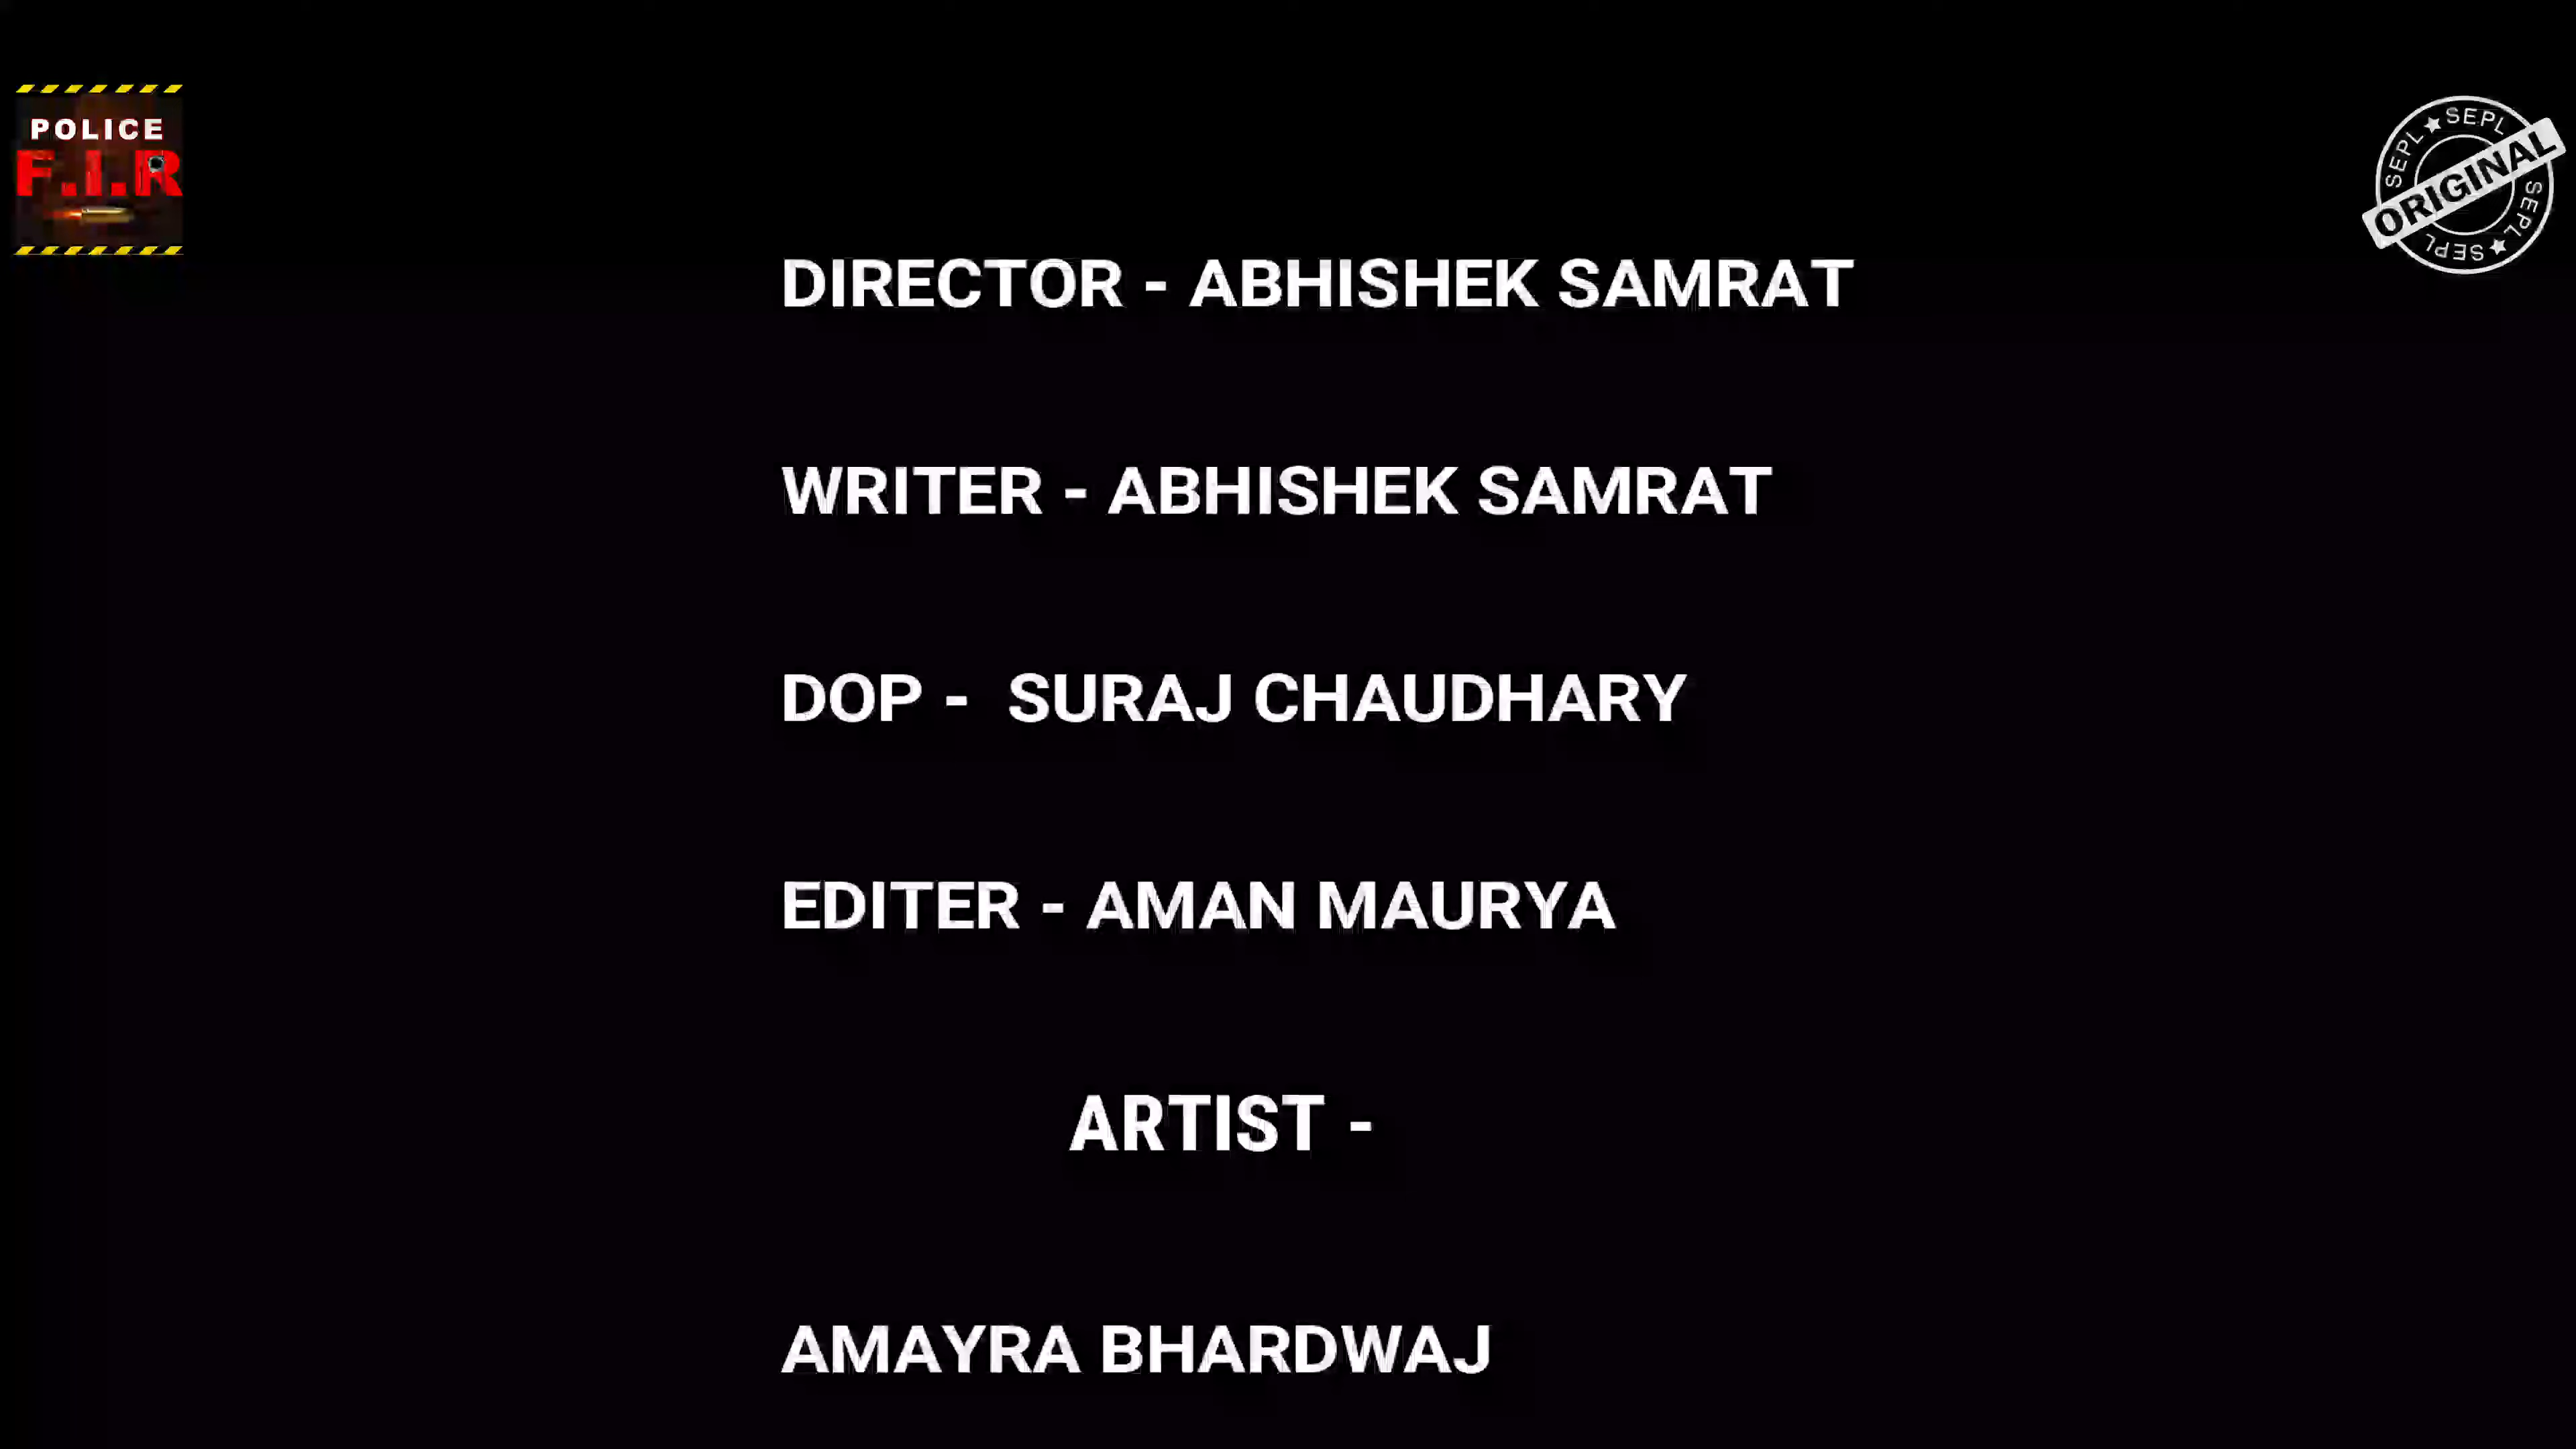 POLICE
F.I.R
SEPL ★ SEPL
SEPL ★ SEPL
ORIGINAL
DIRECTOR - ABHISHEK SAMRAT
WRITER - ABHISHEK SAMRAT
DOP -  SURAJ CHAUDHARY
EDITER - AMAN MAURYA
ARTIST -
AMAYRA BHARDWAJ